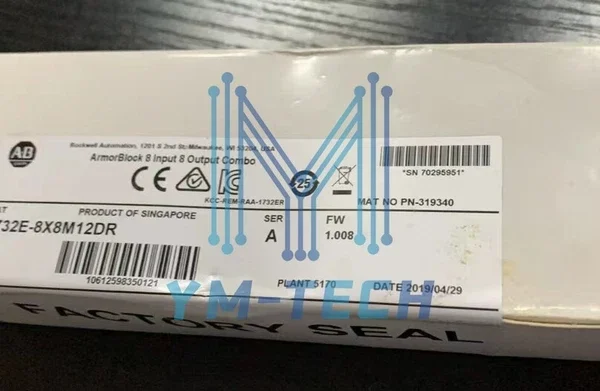 AB
Rockwell Automation, 1201 S 2nd St, Milwaukee, WI 53204, USA
ArmorBlock 8 Input 8 Output Combo
25
*SN 70295951*
KCC-REM-RAA-1732ER
MAT NO PN-319340
AT
PRODUCT OF SINGAPORE
SER
FW
732E-8X8M12DR
A
1.008
10612598350121
PLANT 5170
DATE 2019/04/29
YM-TECH
FACTORY SEAL